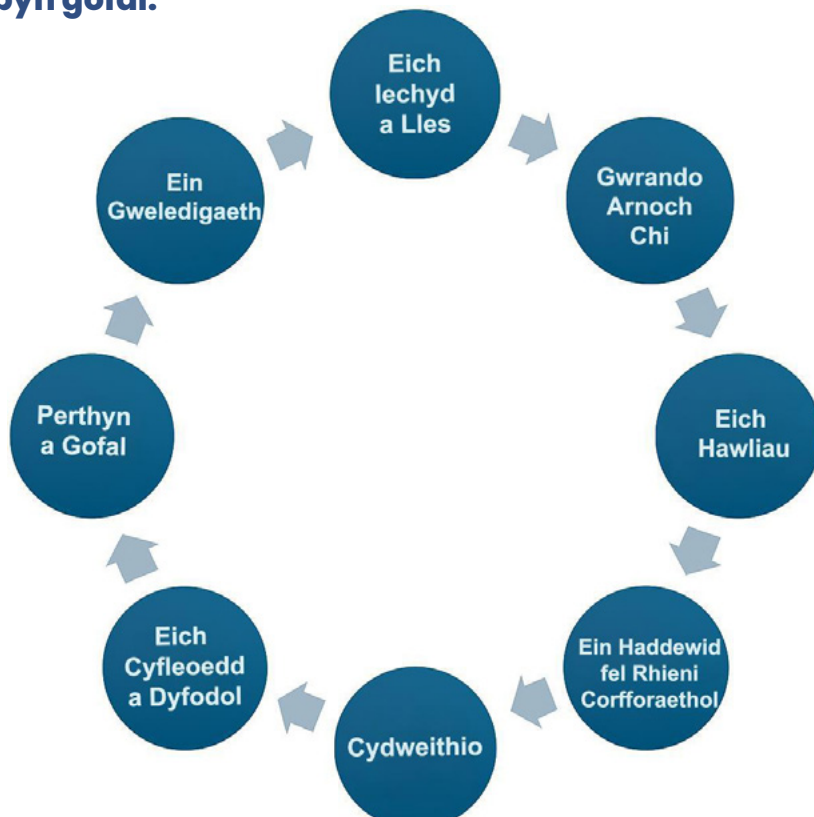 gofal.
Eich
Iechyd
a Lles
Gwrando
Arnoch
Chi
Eich
Hawliau
Ein Haddewid
fel Rhieni
Corfforaethol
Cydweithio
Eich
Cyfleoedd
a Dyfodol
Perthyn
a Gofal
Ein
Gweledigaeth